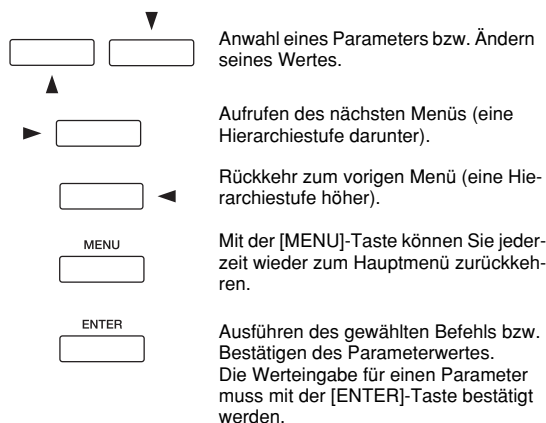 Anwahl eines Parameters bzw. Ändern
seines Wertes.
Aufrufen des nächsten Menüs (eine
Hierarchiestufe darunter).
Rückkehr zum vorigen Menü (eine Hie-
rarchiestufe höher).
MENU
Mit der [MENU]-Taste können Sie jeder-
zeit wieder zum Hauptmenü zurückkeh-
ren.
ENTER
Ausführen des gewählten Befehls bzw.
Bestätigen des Parameterwertes.
Die Werteingabe für einen Parameter
muss mit der [ENTER]-Taste bestätigt
werden.